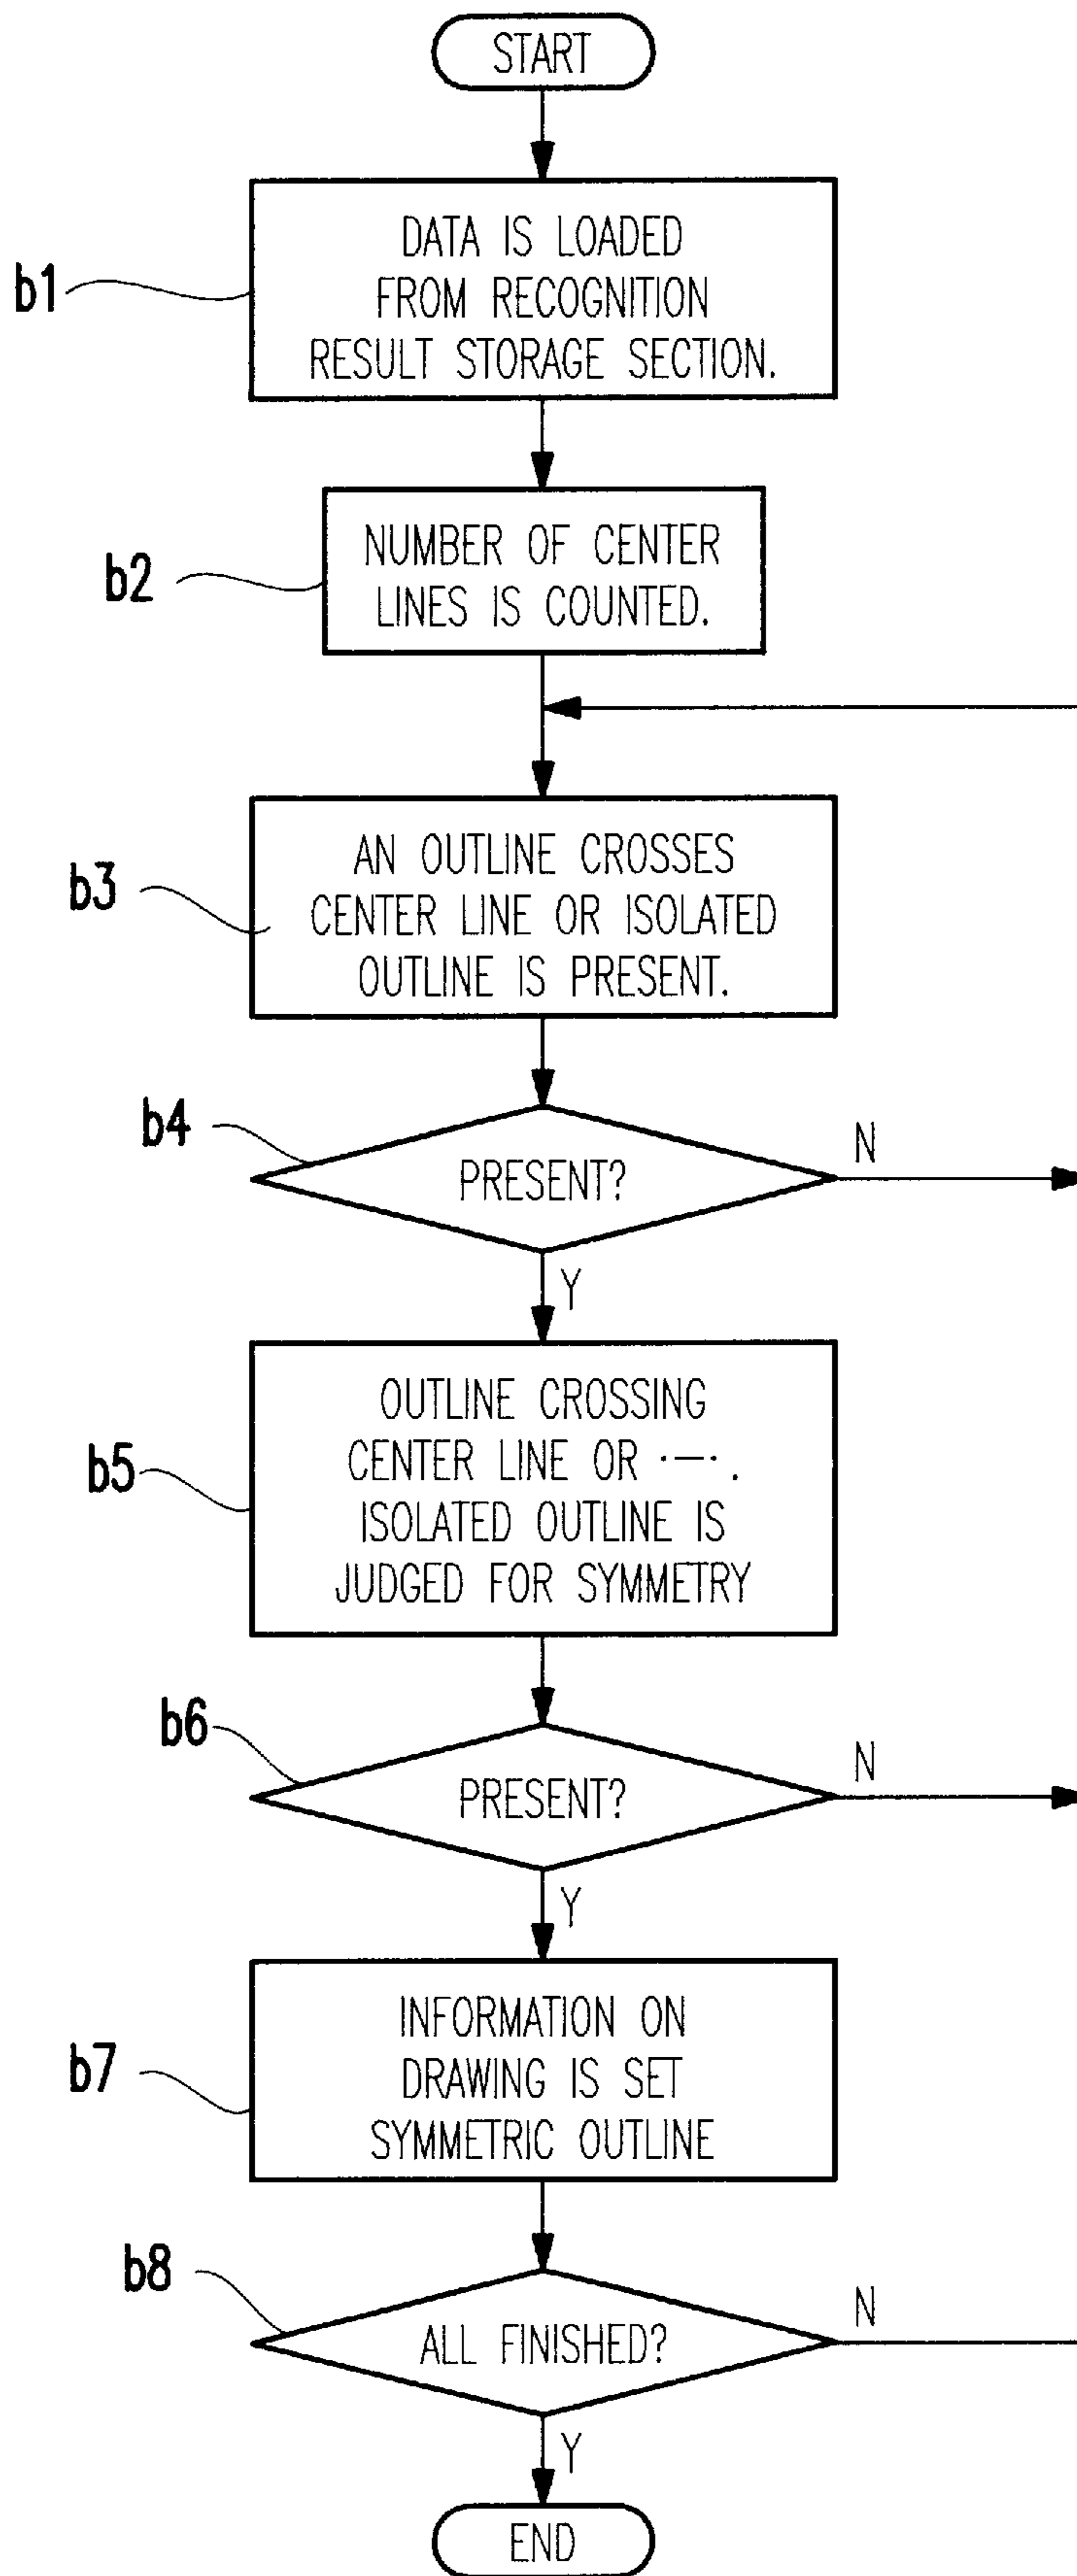 START
DATA IS LOADED
FROM RECOGNITION
RESULT STORAGE SECTION.
b1
NUMBER OF CENTER
LINES IS COUNTED.
b2
AN OUTLINE CROSSES
CENTER LINE OR ISOLATED
OUTLINE IS PRESENT.
b3
b4
PRESENT?
N
Y
OUTLINE CROSSING
CENTER LINE OR ·—·.
ISOLATED OUTLINE IS
JUDGED FOR SYMMETRY
b5
b6
PRESENT?
N
Y
INFORMATION ON
DRAWING IS SET
SYMMETRIC OUTLINE
b7
b8
ALL FINISHED?
N
Y
END